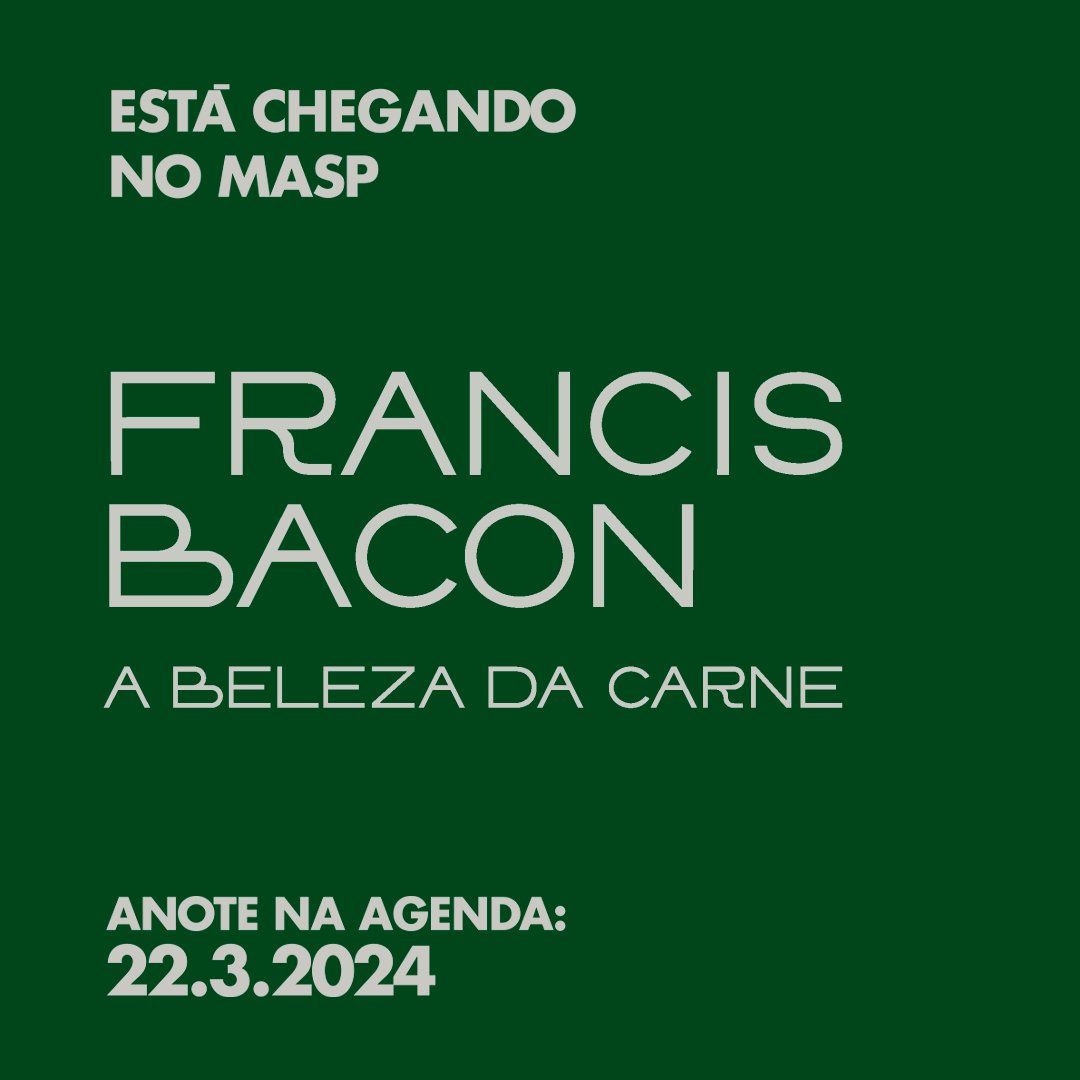 ESTÁ CHEGANDO
NO MASP
FRANCIS
BACON
A BELEZA DA CARNE
ANOTE NA AGENDA:
22.3.2024